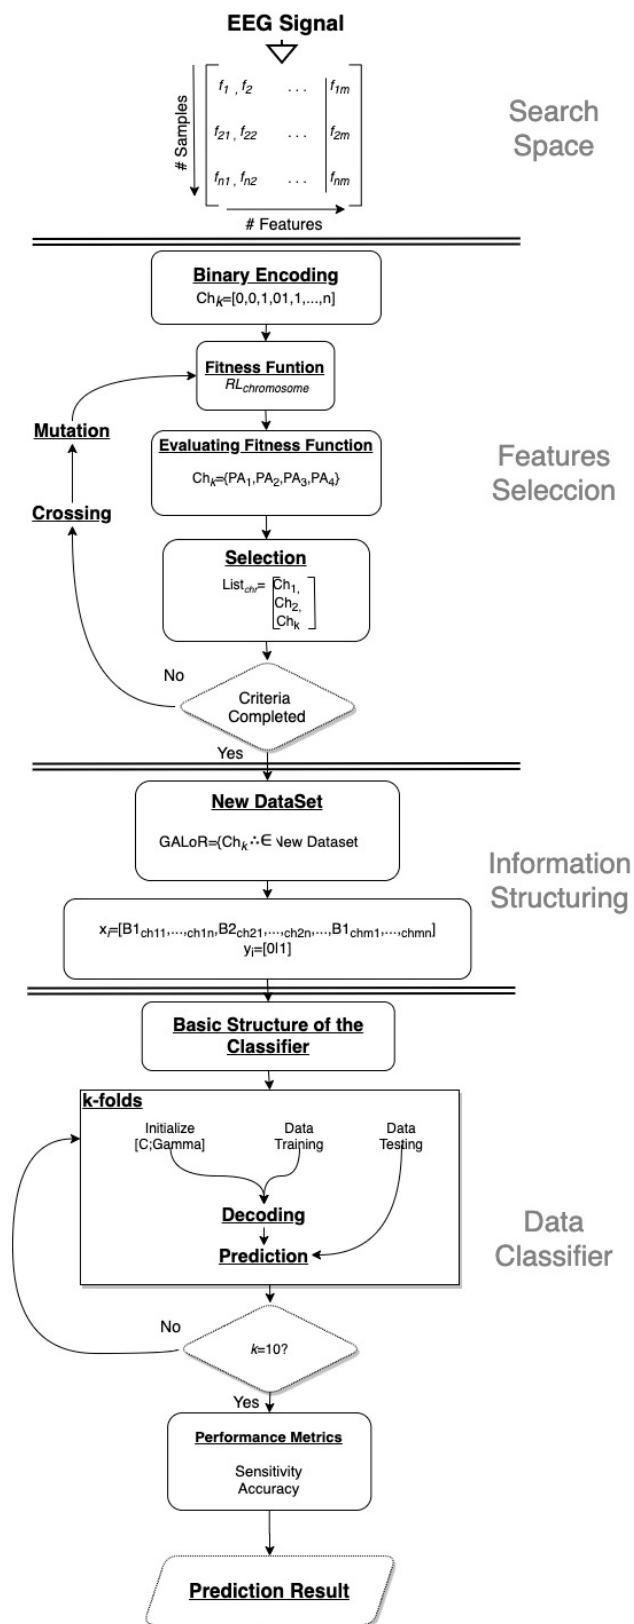 EEG Signal
# Samples
f1 , f2 ... f1m
f21 , f22 ... f2m
fn1 , fn2 ... fnm
# Features
Search
Space
Binary Encoding
Chk=[0,0,1,01,1,...,n]
Fitness Funtion
RLchromosome
Mutation
Evaluating Fitness Function
Chk={PA1,PA2,PA3,PA4}
Crossing
Features
Seleccion
Selection
Listchr= Ch1,
Ch2,
Chk
No
Criteria
Completed
Yes
New DataSet
GALoR={Chk ∴∈ New Dataset
Information
Structuring
xi=[B1ch11,...,ch1n,B2ch21,...,ch2n,...,B1chm1,...,chmn]
yi=[0l1]
Basic Structure of the
Classifier
k-folds
Initialize
[C;Gamma]
Data
Training
Data
Testing
Decoding
Prediction
Data
Classifier
No
k=10?
Yes
Performance Metrics
Sensitivity
Accuracy
Prediction Result